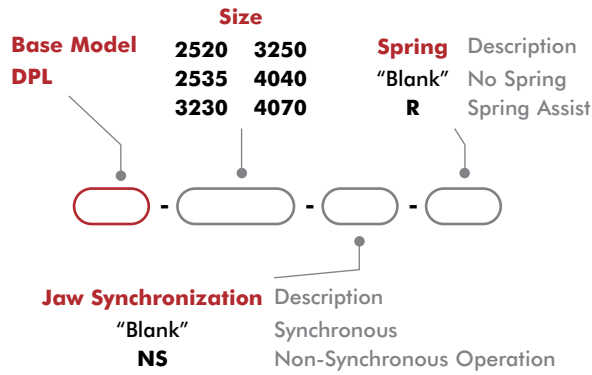 Size
Base Model 2520 3250 Spring Description
DPL 2535 4040 "Blank" No Spring
3230 4070 R Spring Assist
- - -
Jaw Synchronization Description
"Blank" Synchronous
NS Non-Synchronous Operation